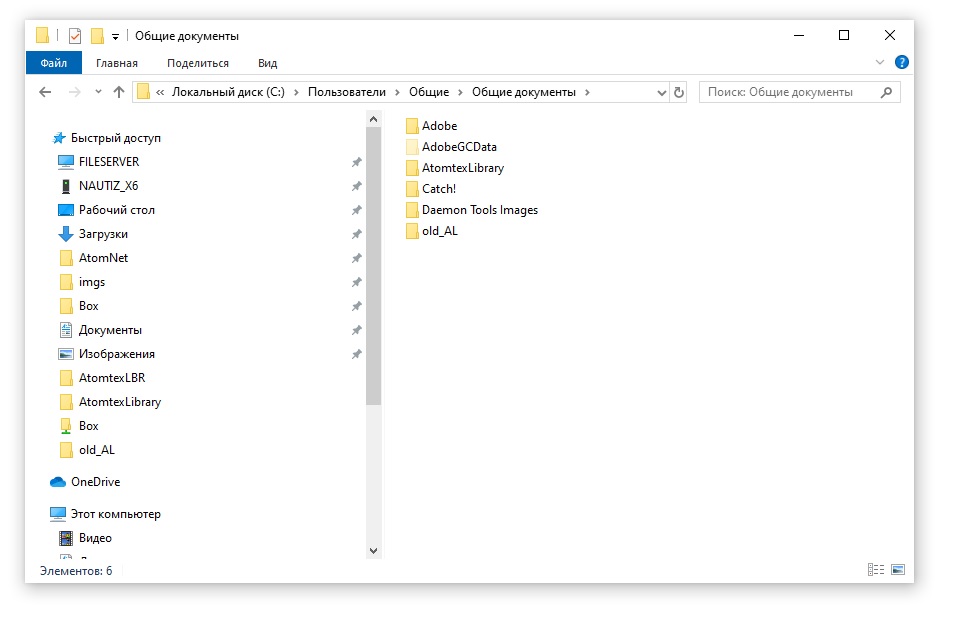 Общие документы
Файл Главная Поделиться Вид
« Локальный диск (C:) › Пользователи › Общие › Общие документы ›
Поиск: Общие документы
Быстрый доступ
FILESERVER
NAUTIZ_X6
Рабочий стол
Загрузки
AtomNet
imgs
Box
Документы
Изображения
AtomtexLBR
AtomtexLibrary
Box
old_AL
OneDrive
Этот компьютер
Видео
Adobe
AdobeGCData
AtomtexLibrary
Catch!
Daemon Tools Images
old_AL
Элементов: 6